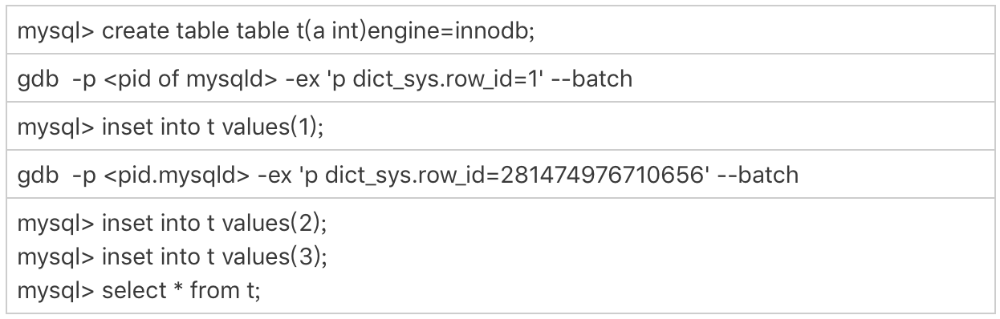 mysql> create table table t(a int)engine=innodb;
gdb  -p <pid of mysqld> -ex 'p dict_sys.row_id=1' --batch
mysql> inset into t values(1);
gdb  -p <pid.mysqld> -ex 'p dict_sys.row_id=281474976710656' --batch
mysql> inset into t values(2);
mysql> inset into t values(3);
mysql> select * from t;